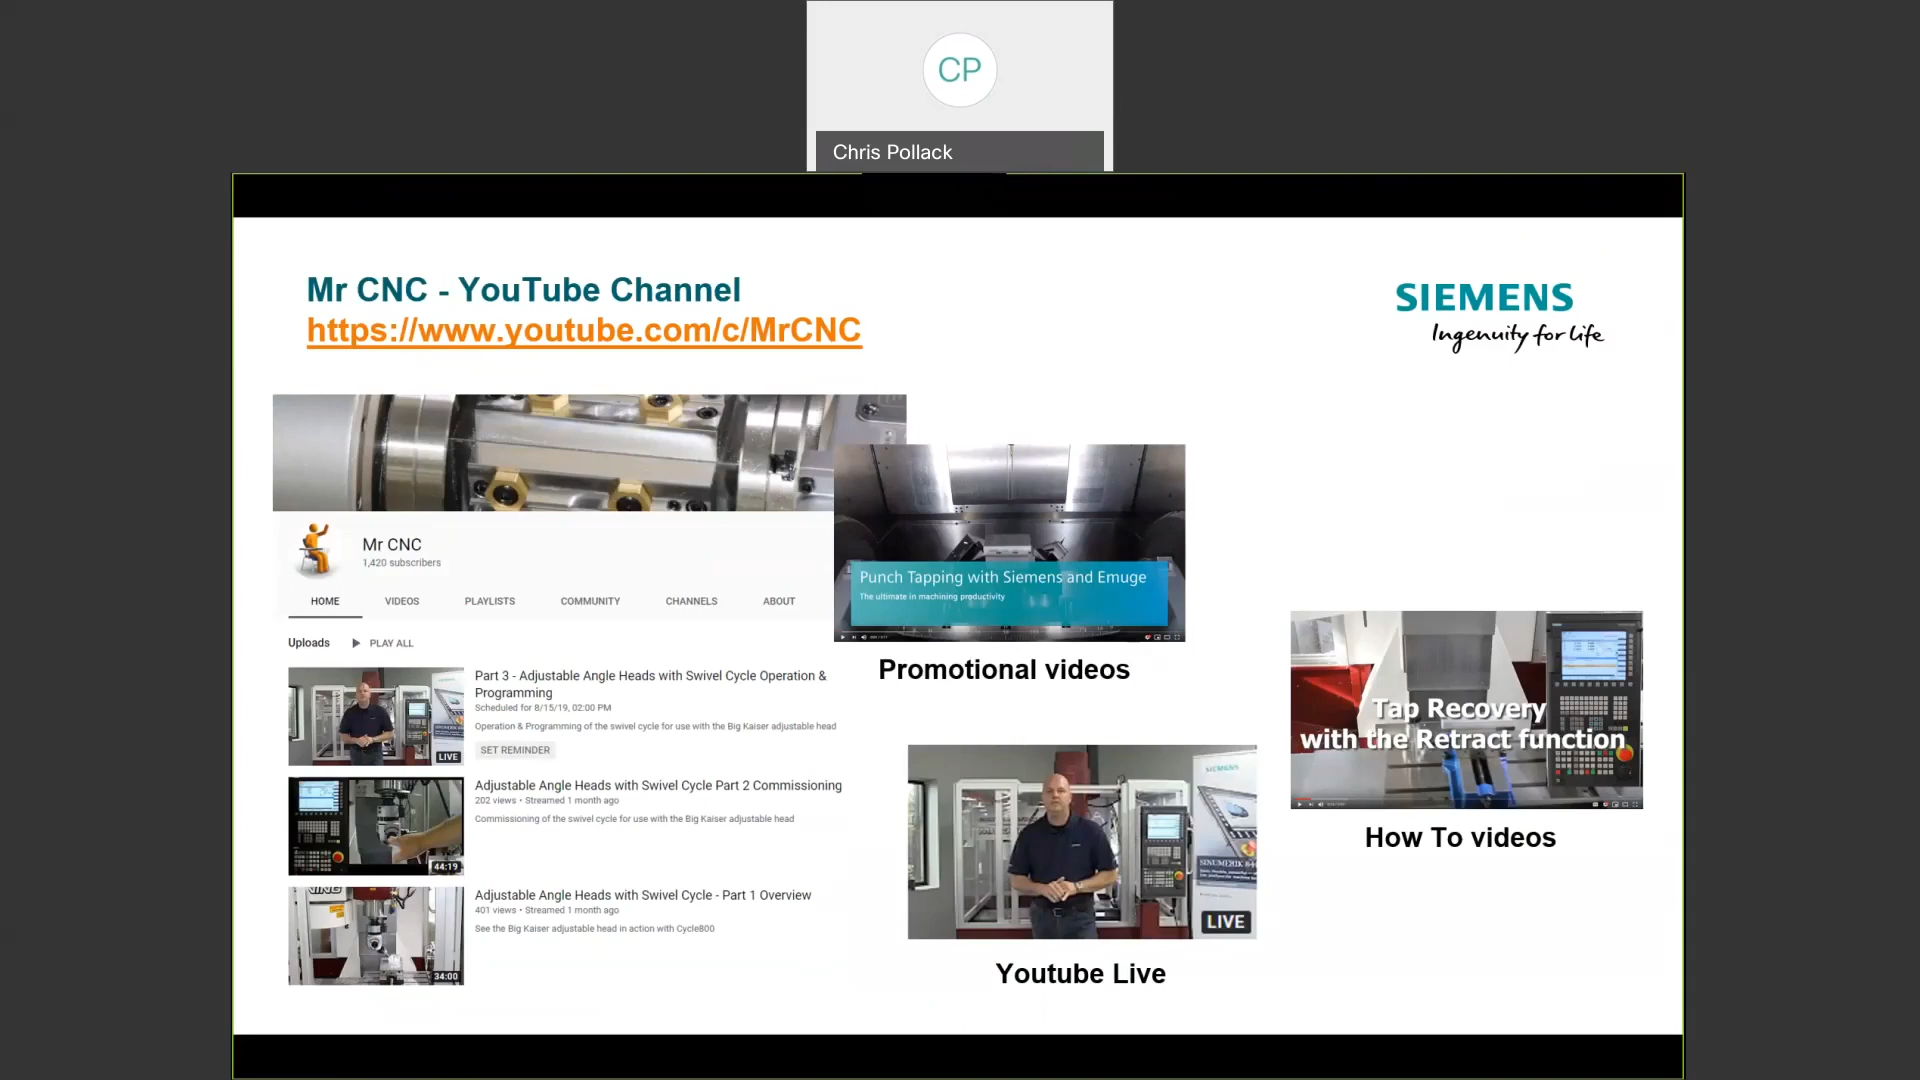 CP
Chris Pollack
Mr CNC - YouTube Channel
https://www.youtube.com/c/MrCNC
SIEMENS
Ingenuity for life
Mr CNC
1,420 subscribers
HOME VIDEOS PLAYLISTS COMMUNITY CHANNELS ABOUT
Uploads PLAY ALL
Part 3 - Adjustable Angle Heads with Swivel Cycle Operation &
Programming
Scheduled for 8/15/19, 02:00 PM
Operation & Programming of the swivel cycle for use with the Big Kaiser adjustable head
SET REMINDER
LIVE
Adjustable Angle Heads with Swivel Cycle Part 2 Commissioning
202 views • Streamed 1 month ago
Commissioning of the swivel cycle for use with the Big Kaiser adjustable head
44:19
Adjustable Angle Heads with Swivel Cycle - Part 1 Overview
401 views • Streamed 1 month ago
See the Big Kaiser adjustable head in action with Cycle800
34:00
Punch Tapping with Siemens and Emuge
The ultimate in machining productivity
Promotional videos
SIEMENS
SINUMERIK
LIVE
Youtube Live
Tap Recovery
with the Retract function
How To videos